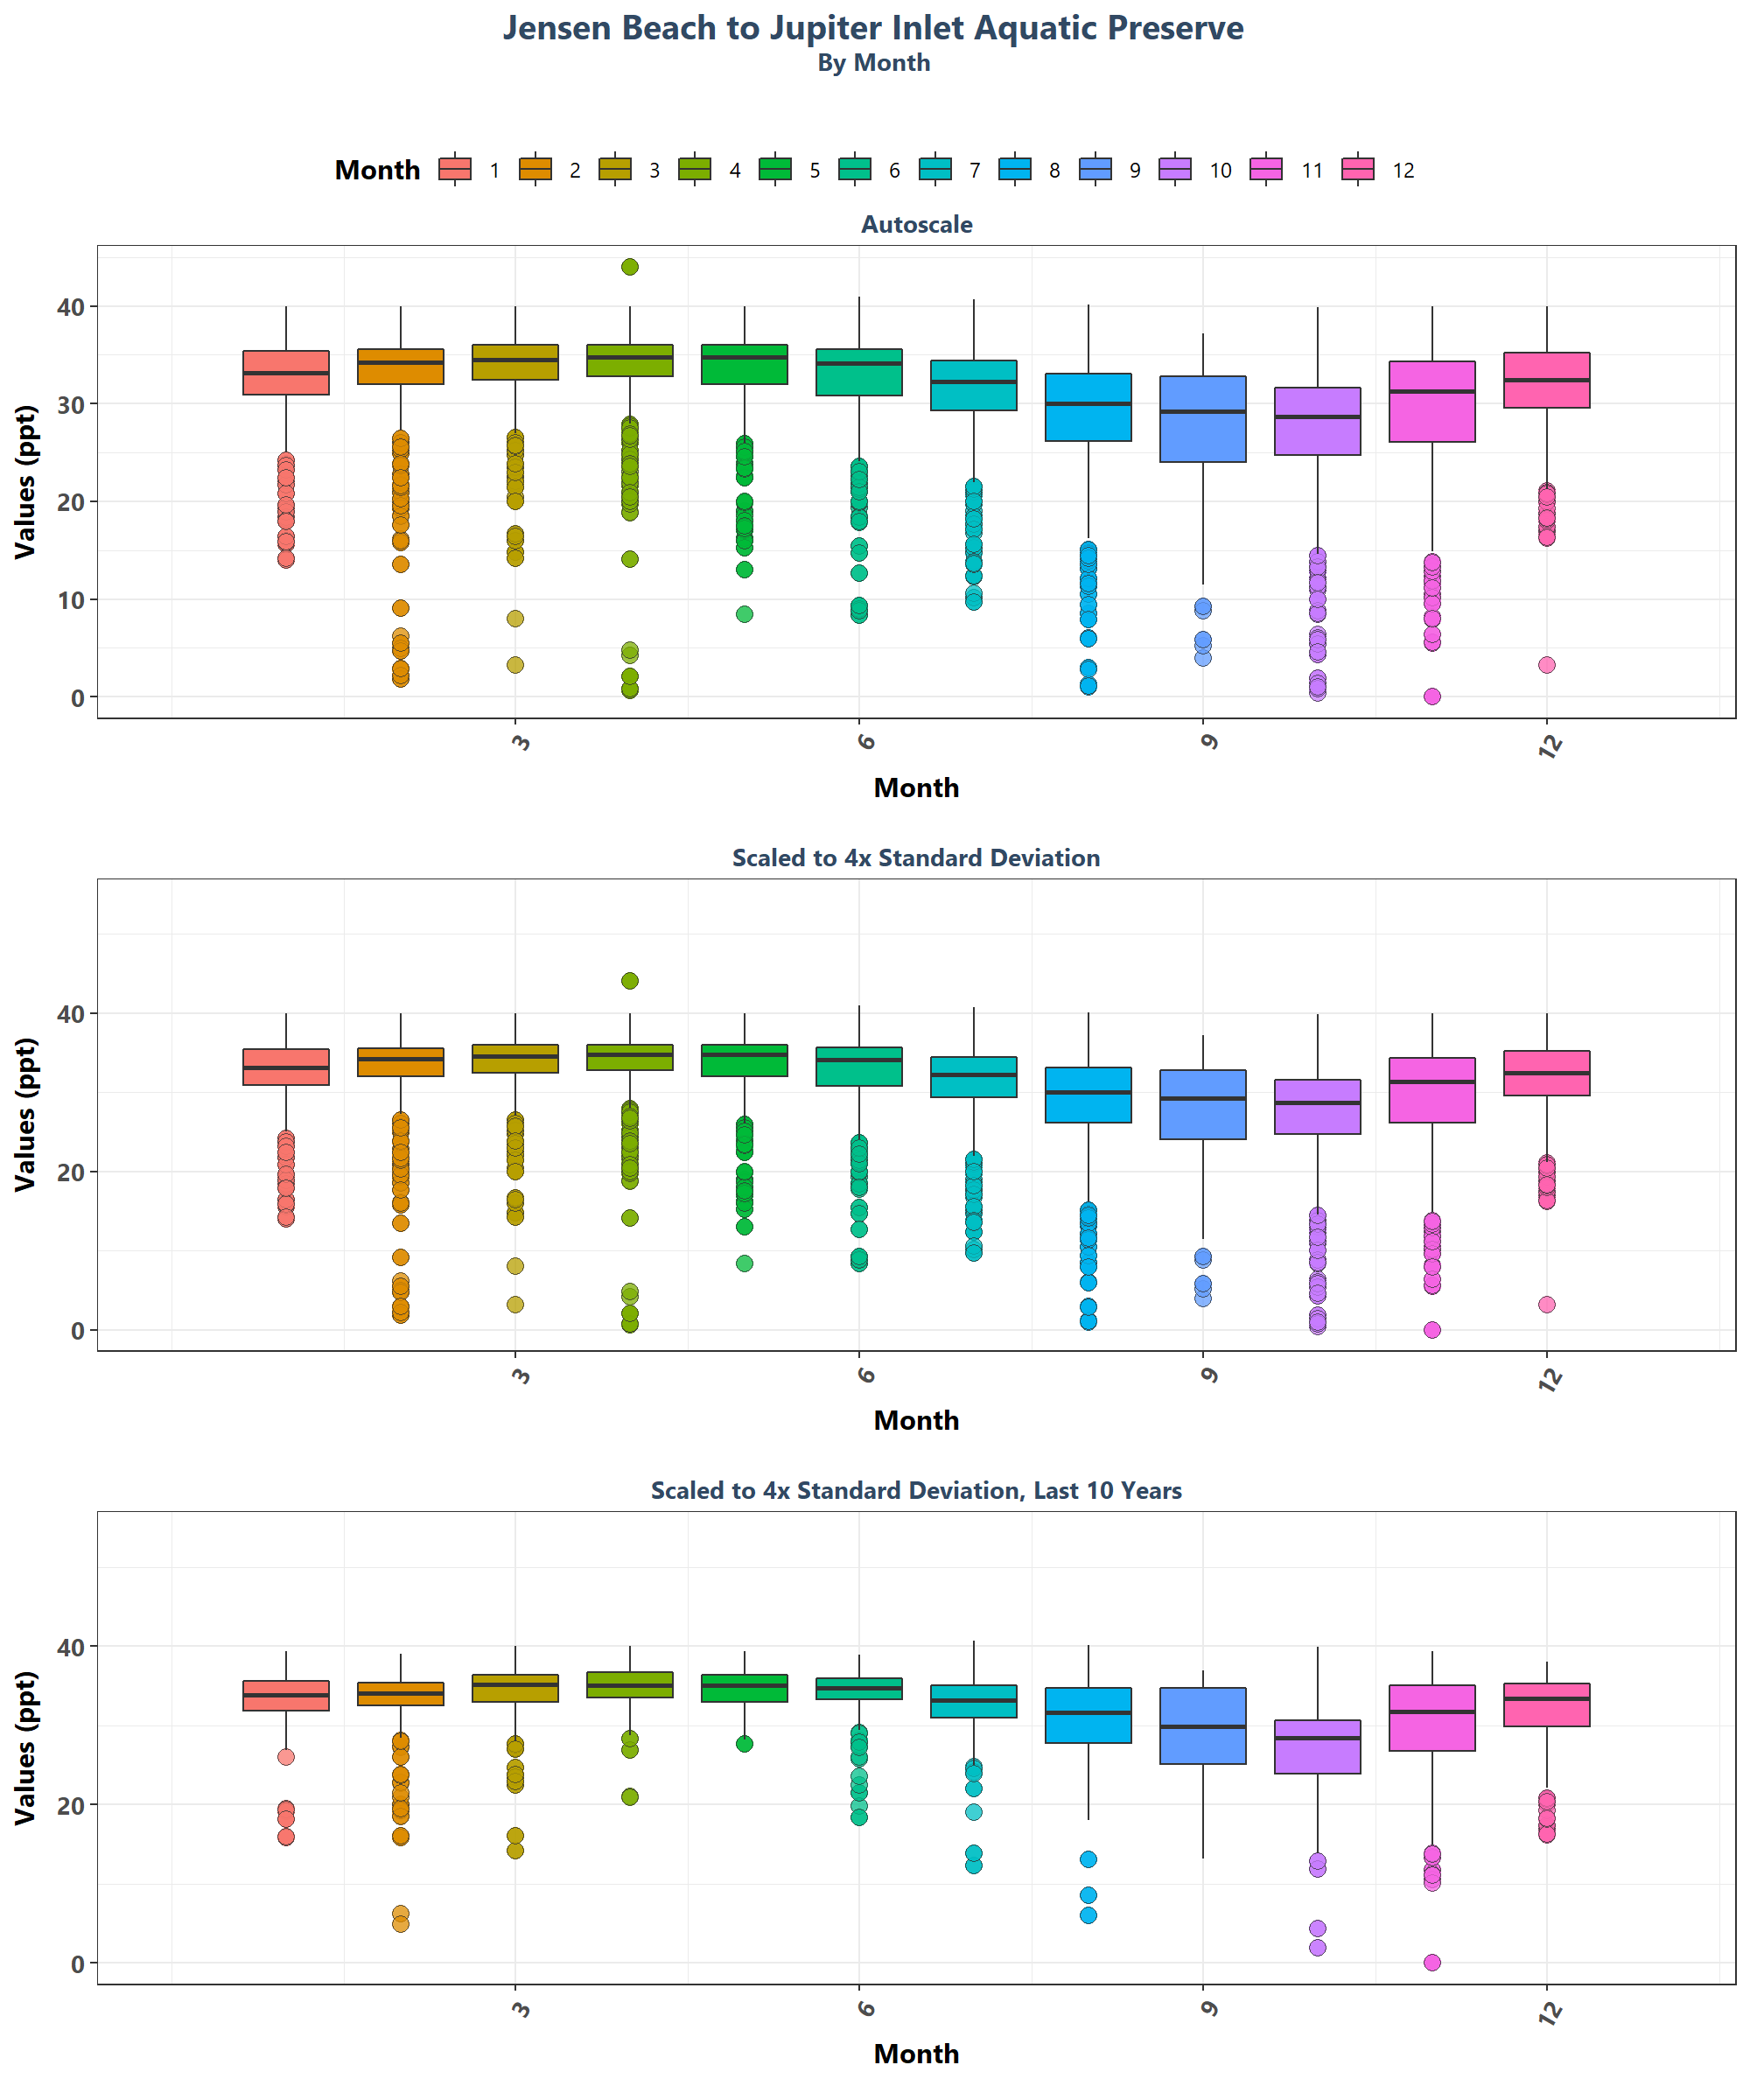 Jensen Beach to Jupiter Inlet Aquatic Preserve
By Month
Month 1 2 3 4 5 6 7 8 9 10 11 12
Autoscale
Values (ppt)
40
30
20
10
0
3 6 9 12
Month
Scaled to 4x Standard Deviation
Values (ppt)
40
20
0
3 6 9 12
Month
Scaled to 4x Standard Deviation, Last 10 Years
Values (ppt)
40
20
0
3 6 9 12
Month